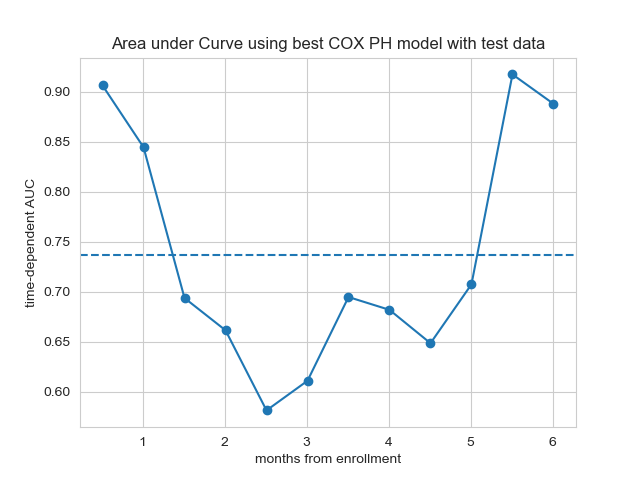 Area under Curve using best COX PH model with test data
time-dependent AUC
0.90
0.85
0.80
0.75
0.70
0.65
0.60
1 2 3 4 5 6
months from enrollment